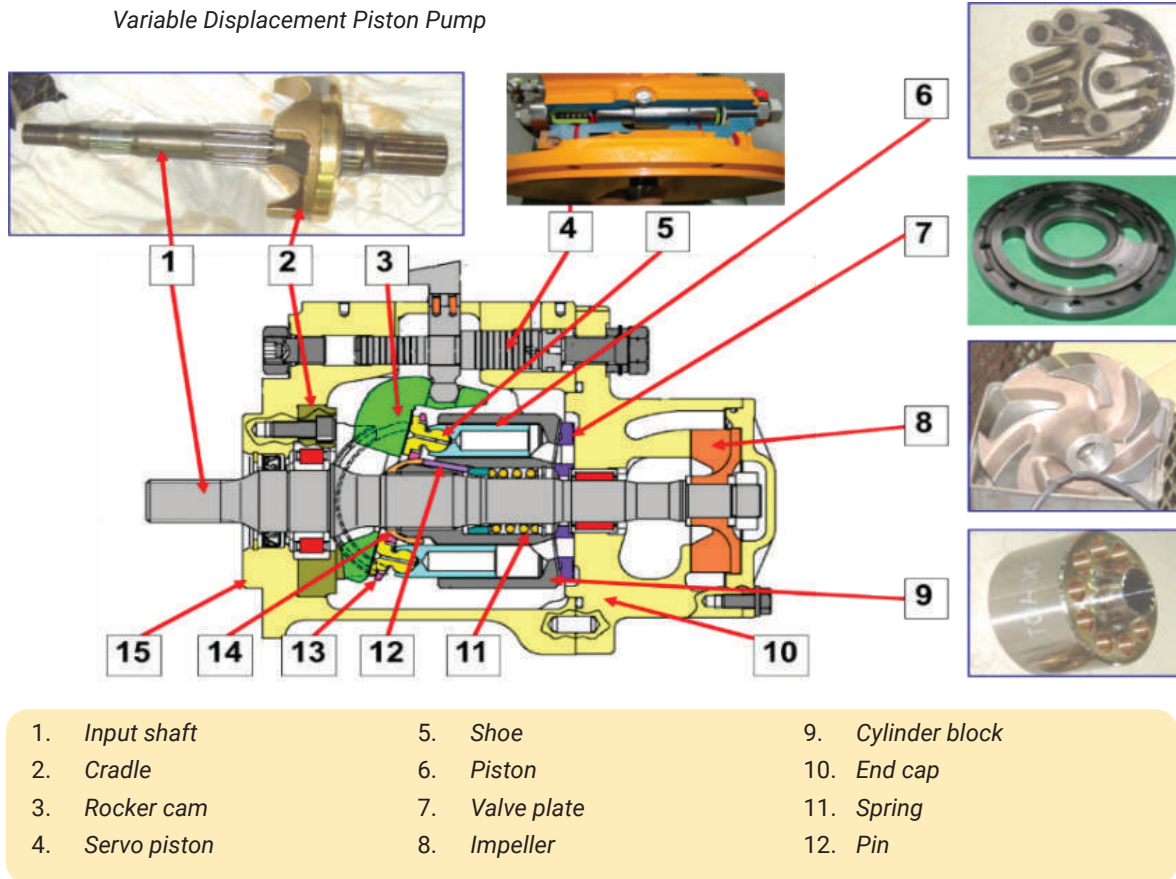 Variable Displacement Piston Pump
6
1
2
3
4
5
7
8
15
14
13
12
11
10
9
1. Input shaft
2. Cradle
3. Rocker cam
4. Servo piston
5. Shoe
6. Piston
7. Valve plate
8. Impeller
9. Cylinder block
10. End cap
11. Spring
12. Pin